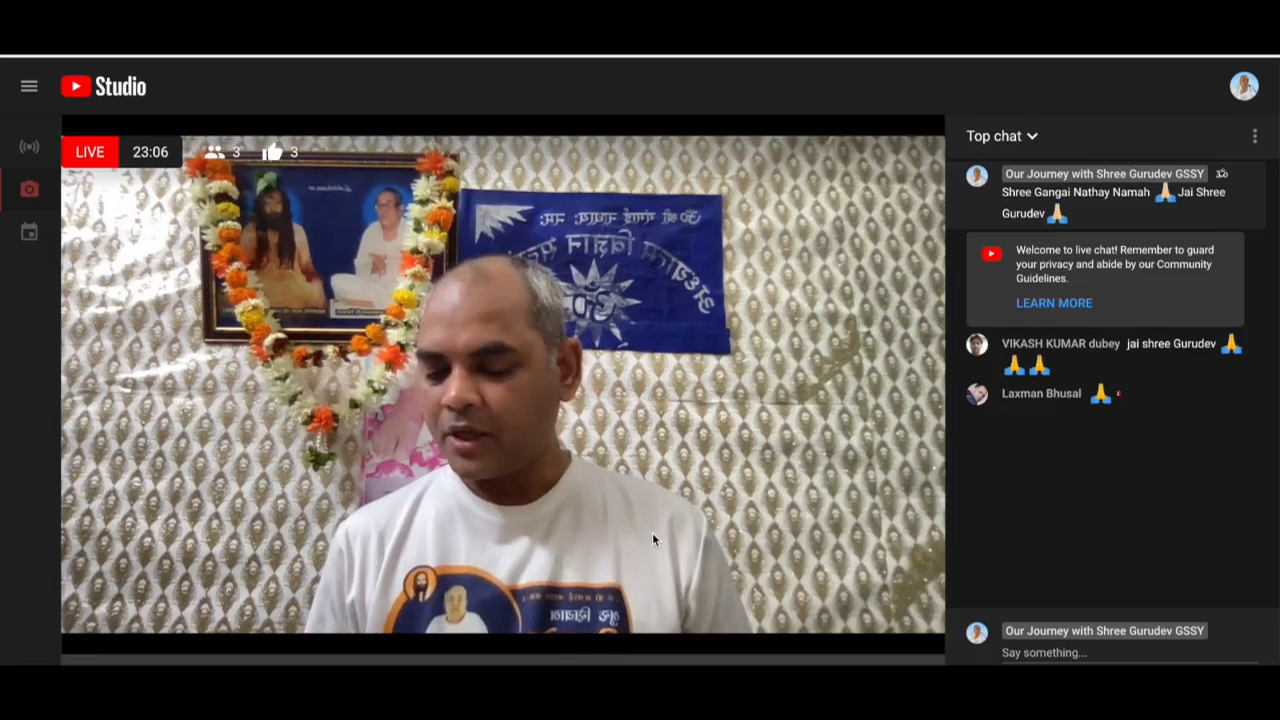 Studio
LIVE 23:06 3 3
ॐ श्री गंगाई नाथाय: नम:
अध्यात्म विज्ञान
Top chat
Our Journey with Shree Gurudev GSSY ॐ
Shree Gangai Nathay Namah 🙏🏻 Jai Shree
Gurudev 🙏🏻
Welcome to live chat! Remember to guard
your privacy and abide by our Community
Guidelines.
LEARN MORE
VIKASH KUMAR dubey jai shree Gurudev 🙏
🙏 🙏
Laxman Bhusal 🙏
Our Journey with Shree Gurudev GSSY
Say something...